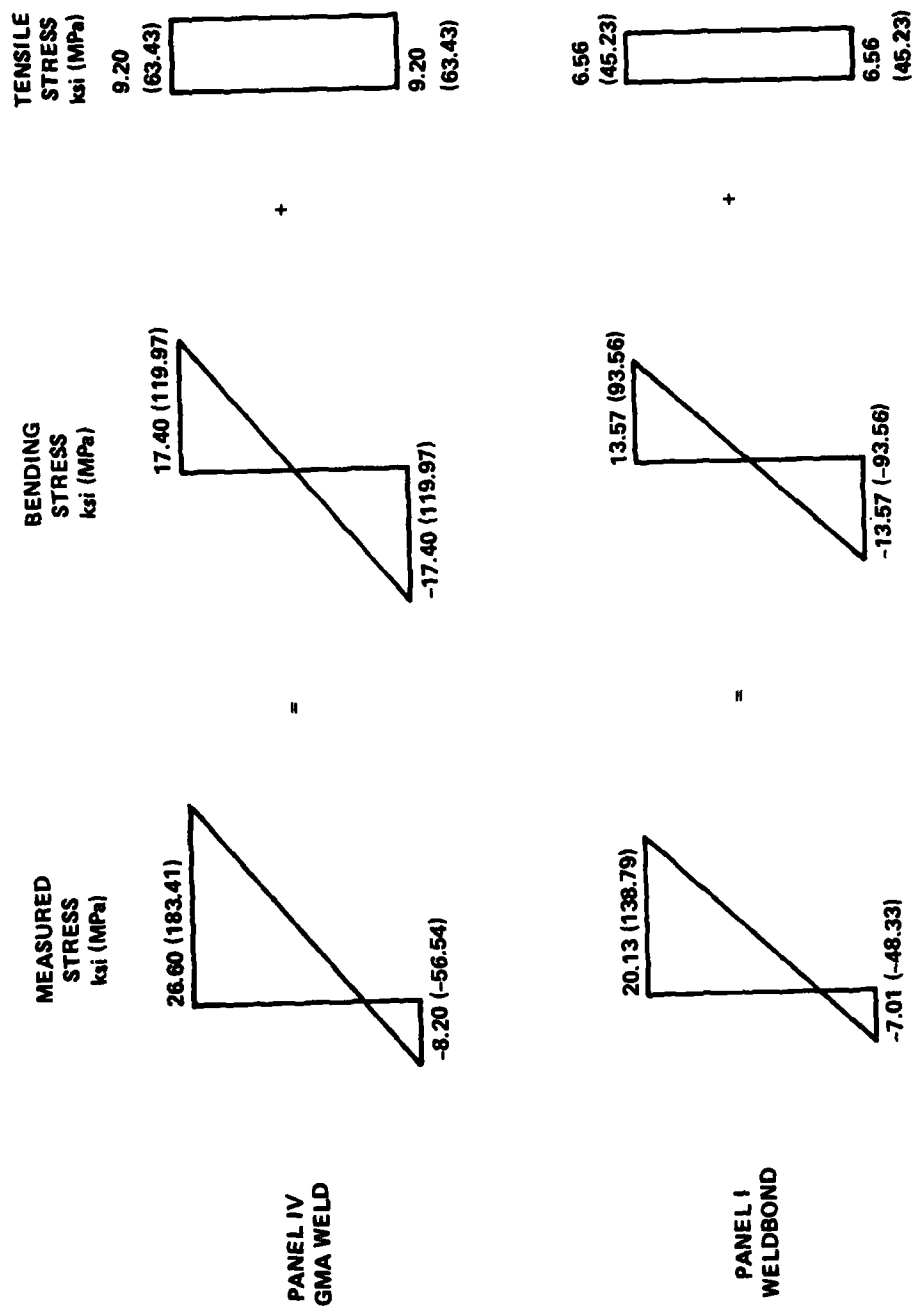 MEASURED
STRESS
ksi (MPa)
BENDING
STRESS
ksi (MPa)
TENSILE
STRESS
ksi (MPa)
PANEL IV
GMA WELD
26.60 (183.41)
-8.20 (-56.54)
=
17.40 (119.97)
-17.40 (119.97)
+
9.20
(63.43)
9.20
(63.43)
PANEL I
WELDBOND
20.13 (138.79)
-7.01 (-48.33)
=
13.57 (93.56)
-13.57 (-93.56)
+
6.56
(45.23)
6.56
(45.23)